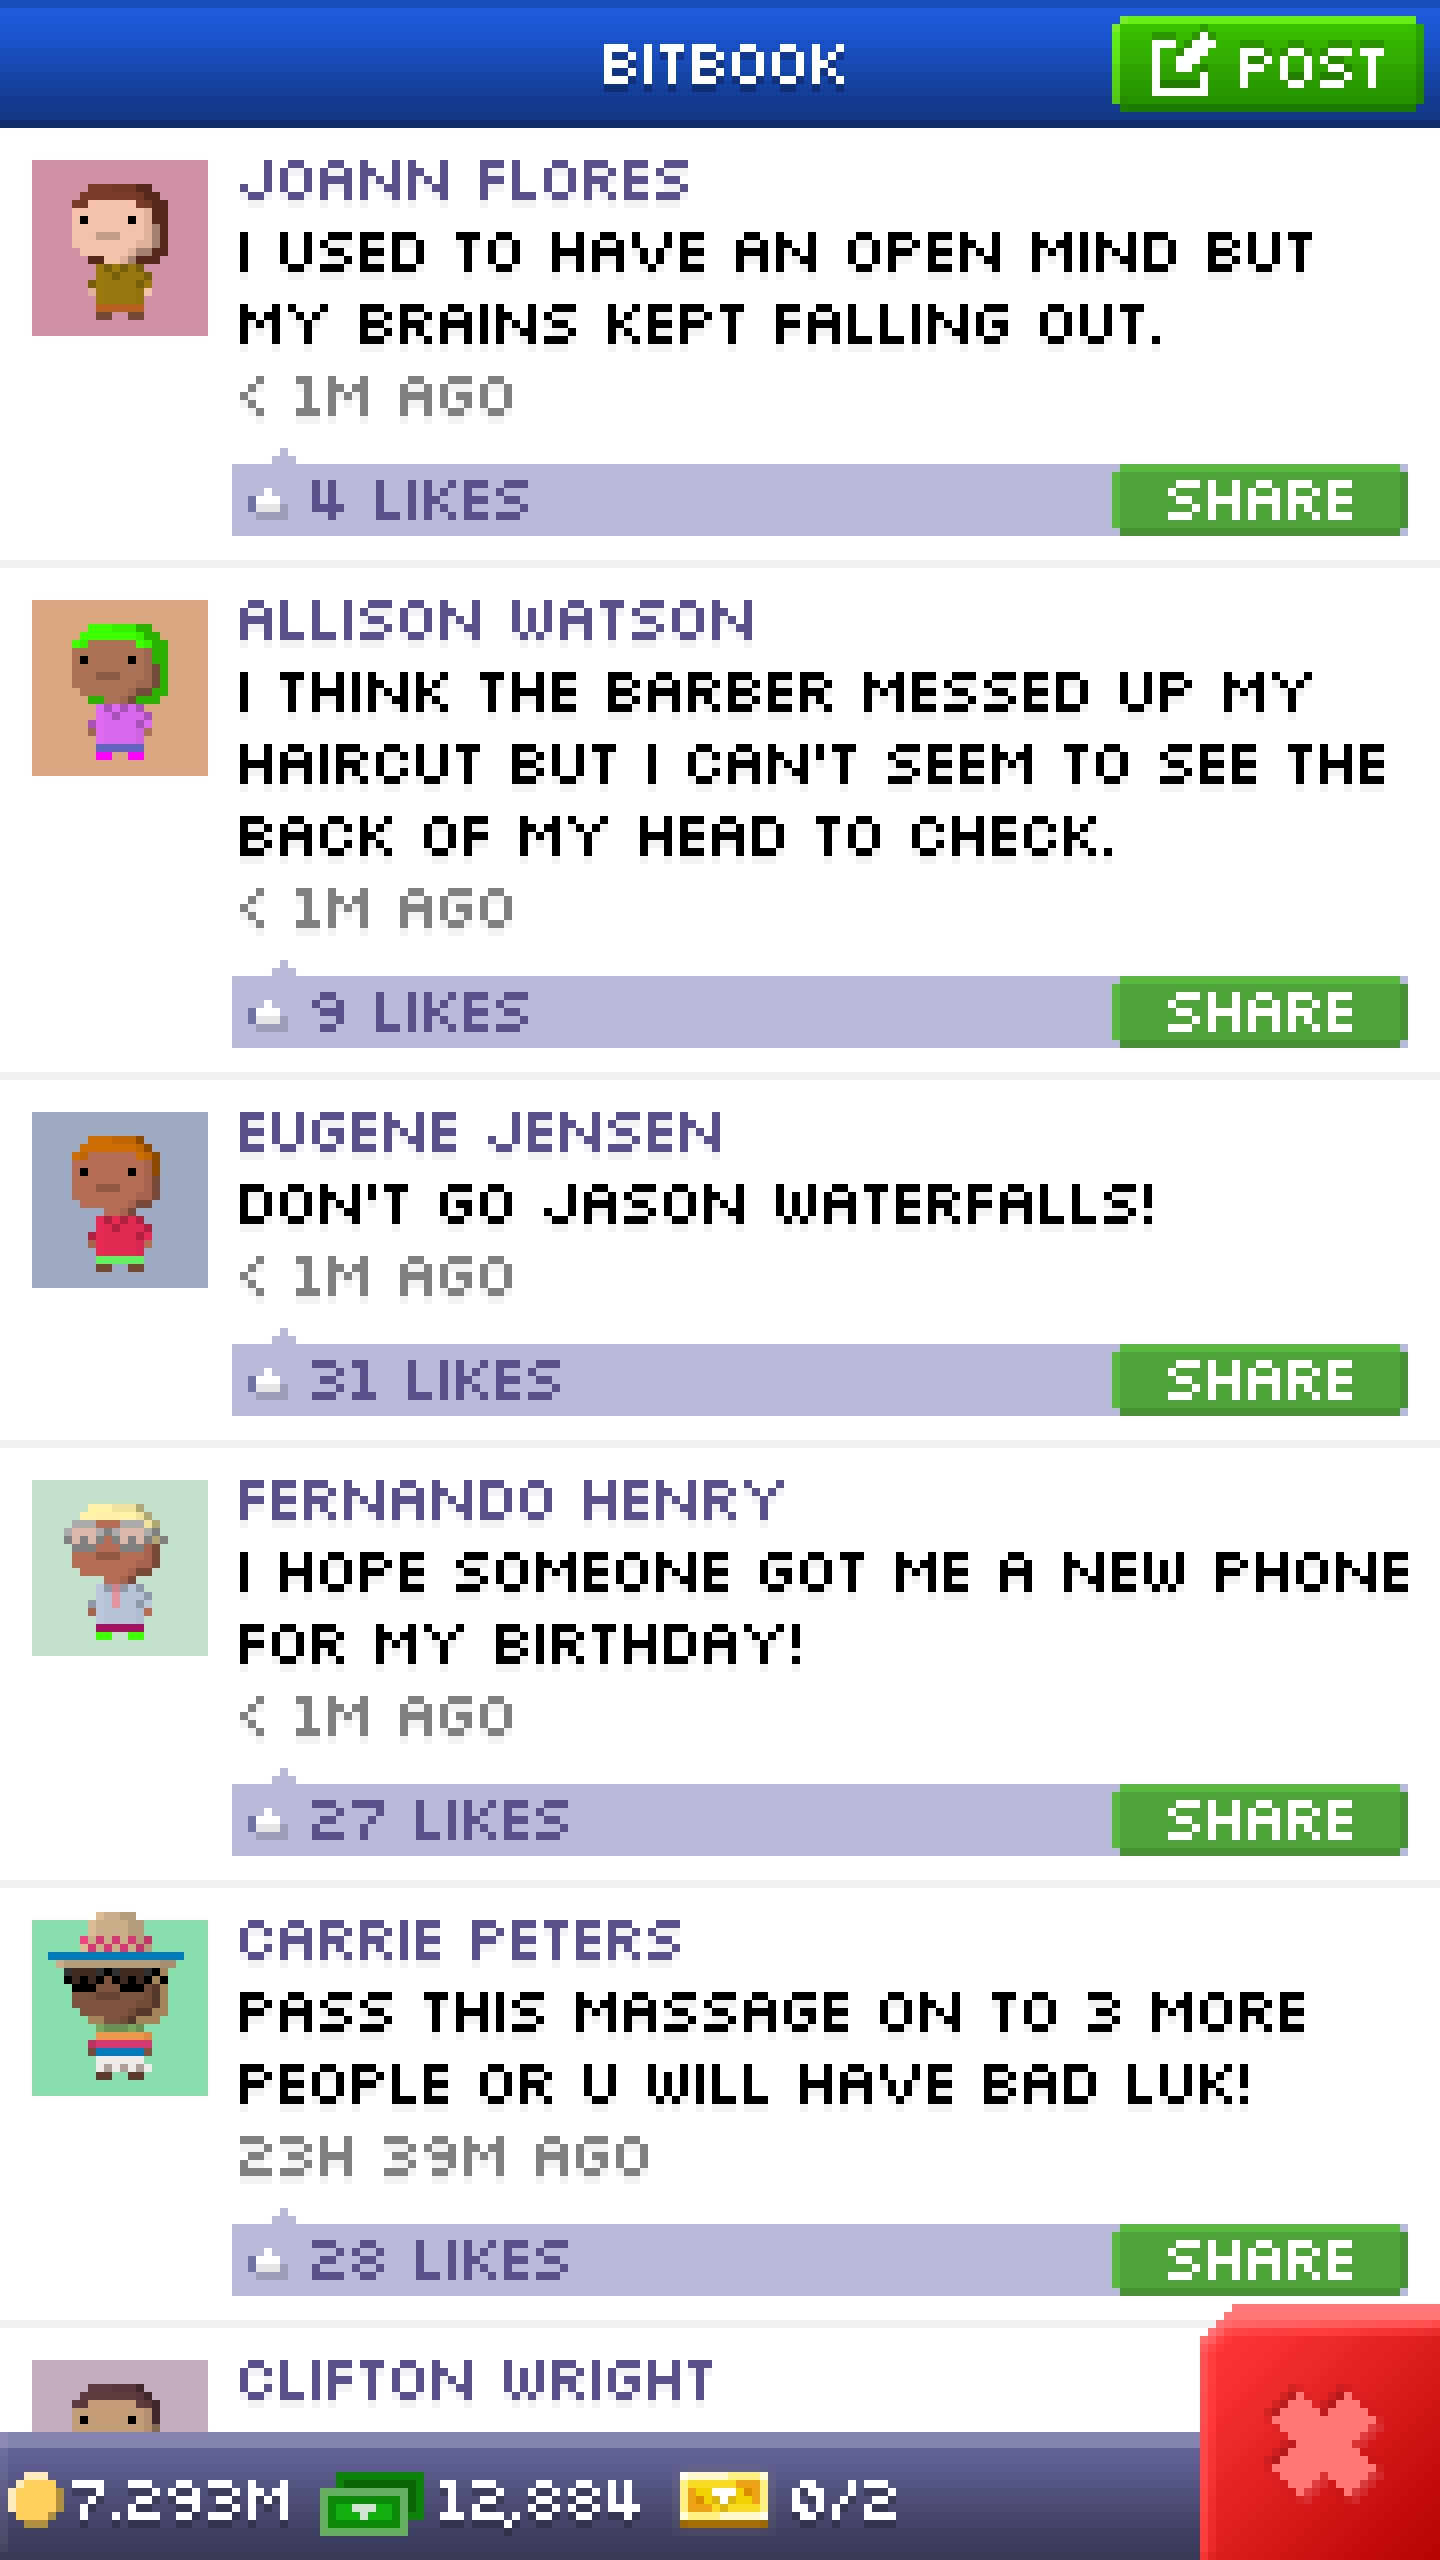 BITBOOK
POST
JOANN FLORES
I USED TO HAVE AN OPEN MIND BUT
MY BRAINS KEPT FALLING OUT.
< 1M AGO
4 LIKES
SHARE
ALLISON WATSON
I THINK THE BARBER MESSED UP MY
HAIRCUT BUT I CAN'T SEEM TO SEE THE
BACK OF MY HEAD TO CHECK.
< 1M AGO
9 LIKES
SHARE
EUGENE JENSEN
DON'T GO JASON WATERFALLS!
< 1M AGO
31 LIKES
SHARE
FERNANDO HENRY
I HOPE SOMEONE GOT ME A NEW PHONE
FOR MY BIRTHDAY!
< 1M AGO
27 LIKES
SHARE
CARRIE PETERS
PASS THIS MASSAGE ON TO 3 MORE
PEOPLE OR U WILL HAVE BAD LUK!
23H 39M AGO
28 LIKES
SHARE
CLIFTON WRIGHT
7.293M 12,884 0/2